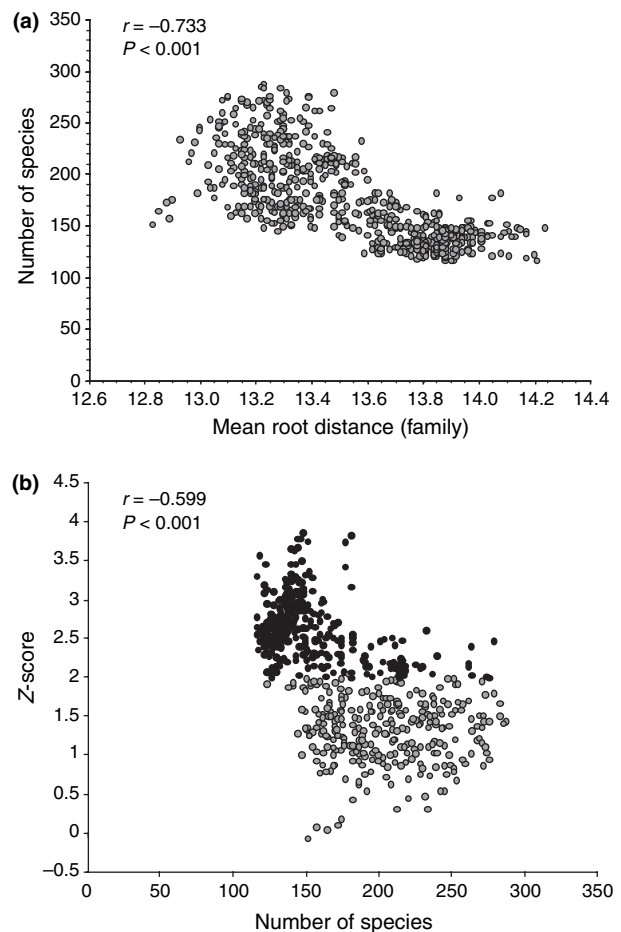 (a)
r = –0.733
P < 0.001
350
300
250
200
150
100
50
0
Number of species
12.6 12.8 13.0 13.2 13.4 13.6 13.8 14.0 14.2 14.4
Mean root distance (family)
(b)
r = –0.599
P < 0.001
4.5
4
3.5
3
2.5
2
1.5
1
0.5
0
–0.5
Z-score
0 50 100 150 200 250 300 350
Number of species